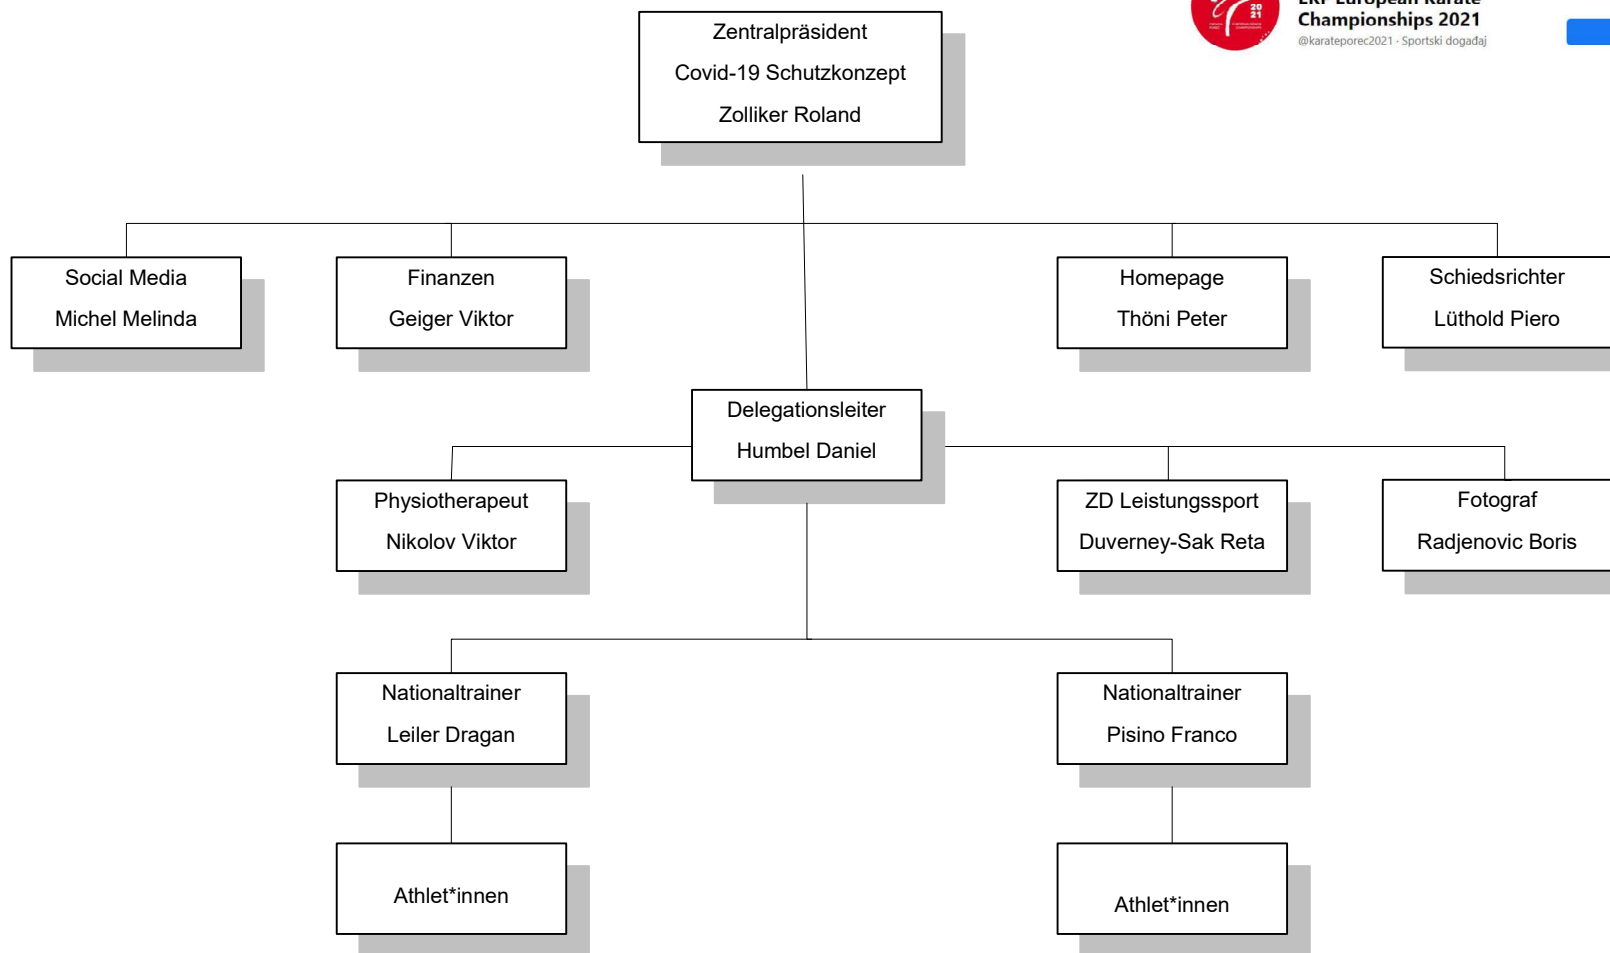 Championships 2021
@karateporec2021 · Sportski događaj
20
21
Zentralpräsident
Covid-19 Schutzkonzept
Zolliker Roland
Social Media
Michel Melinda
Finanzen
Geiger Viktor
Homepage
Thöni Peter
Schiedsrichter
Lüthold Piero
Delegationsleiter
Humbel Daniel
Physiotherapeut
Nikolov Viktor
ZD Leistungssport
Duverney-Sak Reta
Fotograf
Radjenovic Boris
Nationaltrainer
Leiler Dragan
Nationaltrainer
Pisino Franco
Athlet*innen
Athlet*innen